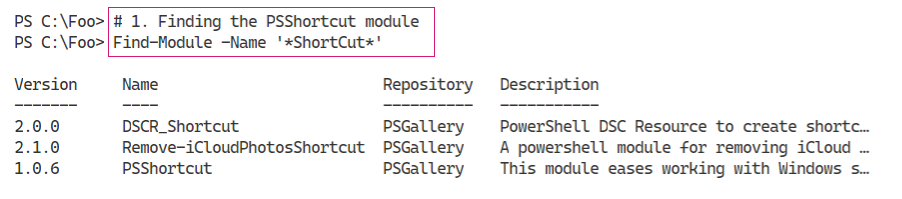 PS C:\Foo> # 1. Finding the PSShortcut module
PS C:\Foo> Find-Module -Name '*ShortCut*'
Version Name Repository Description
------- ---- ---------- -----------
2.0.0 DSCR_Shortcut PSGallery PowerShell DSC Resource to create shortc…
2.1.0 Remove-iCloudPhotosShortcut PSGallery A powershell module for removing iCloud …
1.0.6 PSShortcut PSGallery This module eases working with Windows s…